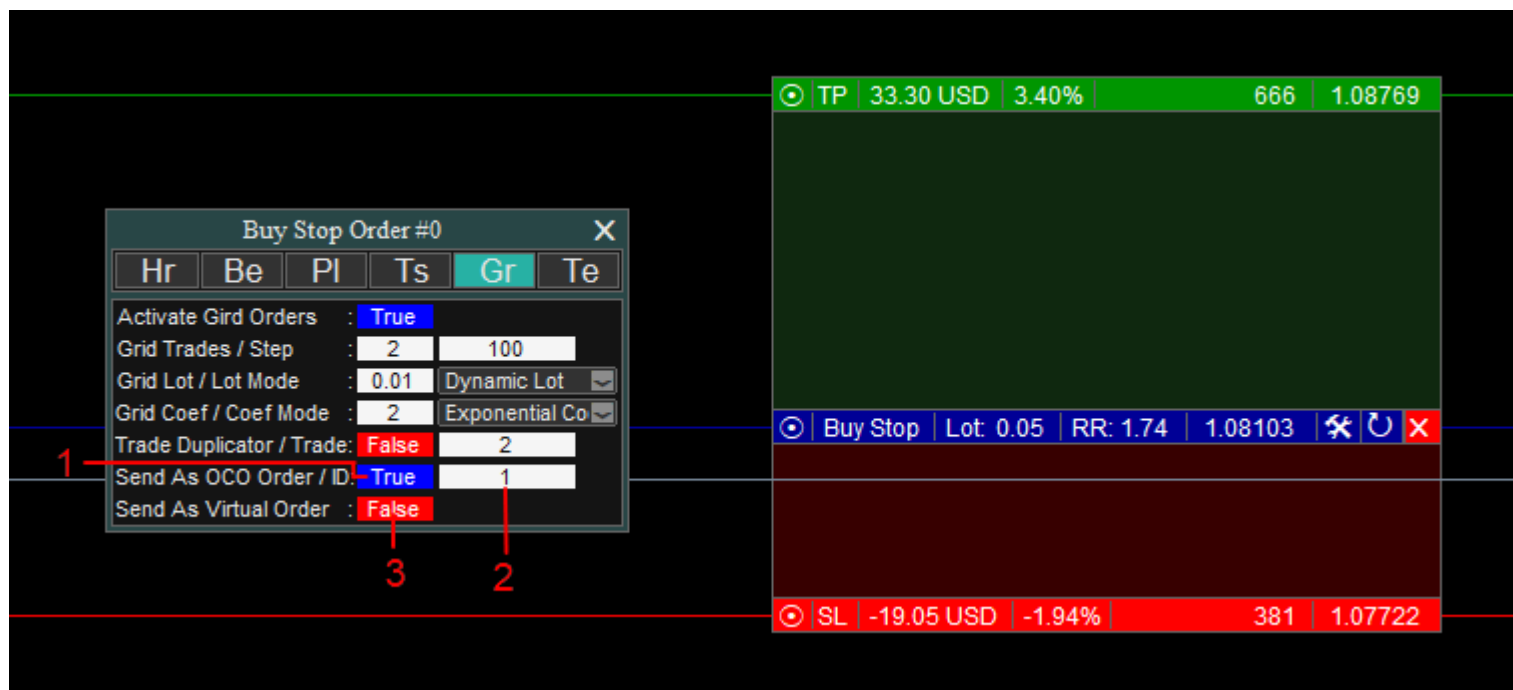 TP 33.30 USD 3.40% 666 1.08769
Buy Stop Order #0 X
Hr Be Pl Ts Gr Te
Activate Gird Orders : True
Grid Trades / Step : 2 100
Grid Lot / Lot Mode : 0.01 Dynamic Lot
Grid Coef / Coef Mode : 2 Exponential Co
Buy Stop Lot: 0.05 RR: 1.74 1.08103 X
Trade Duplicator / Trade: False 2
1
Send As OCO Order / ID: True 1
Send As Virtual Order : False
3 2
SL -19.05 USD -1.94% 381 1.07722